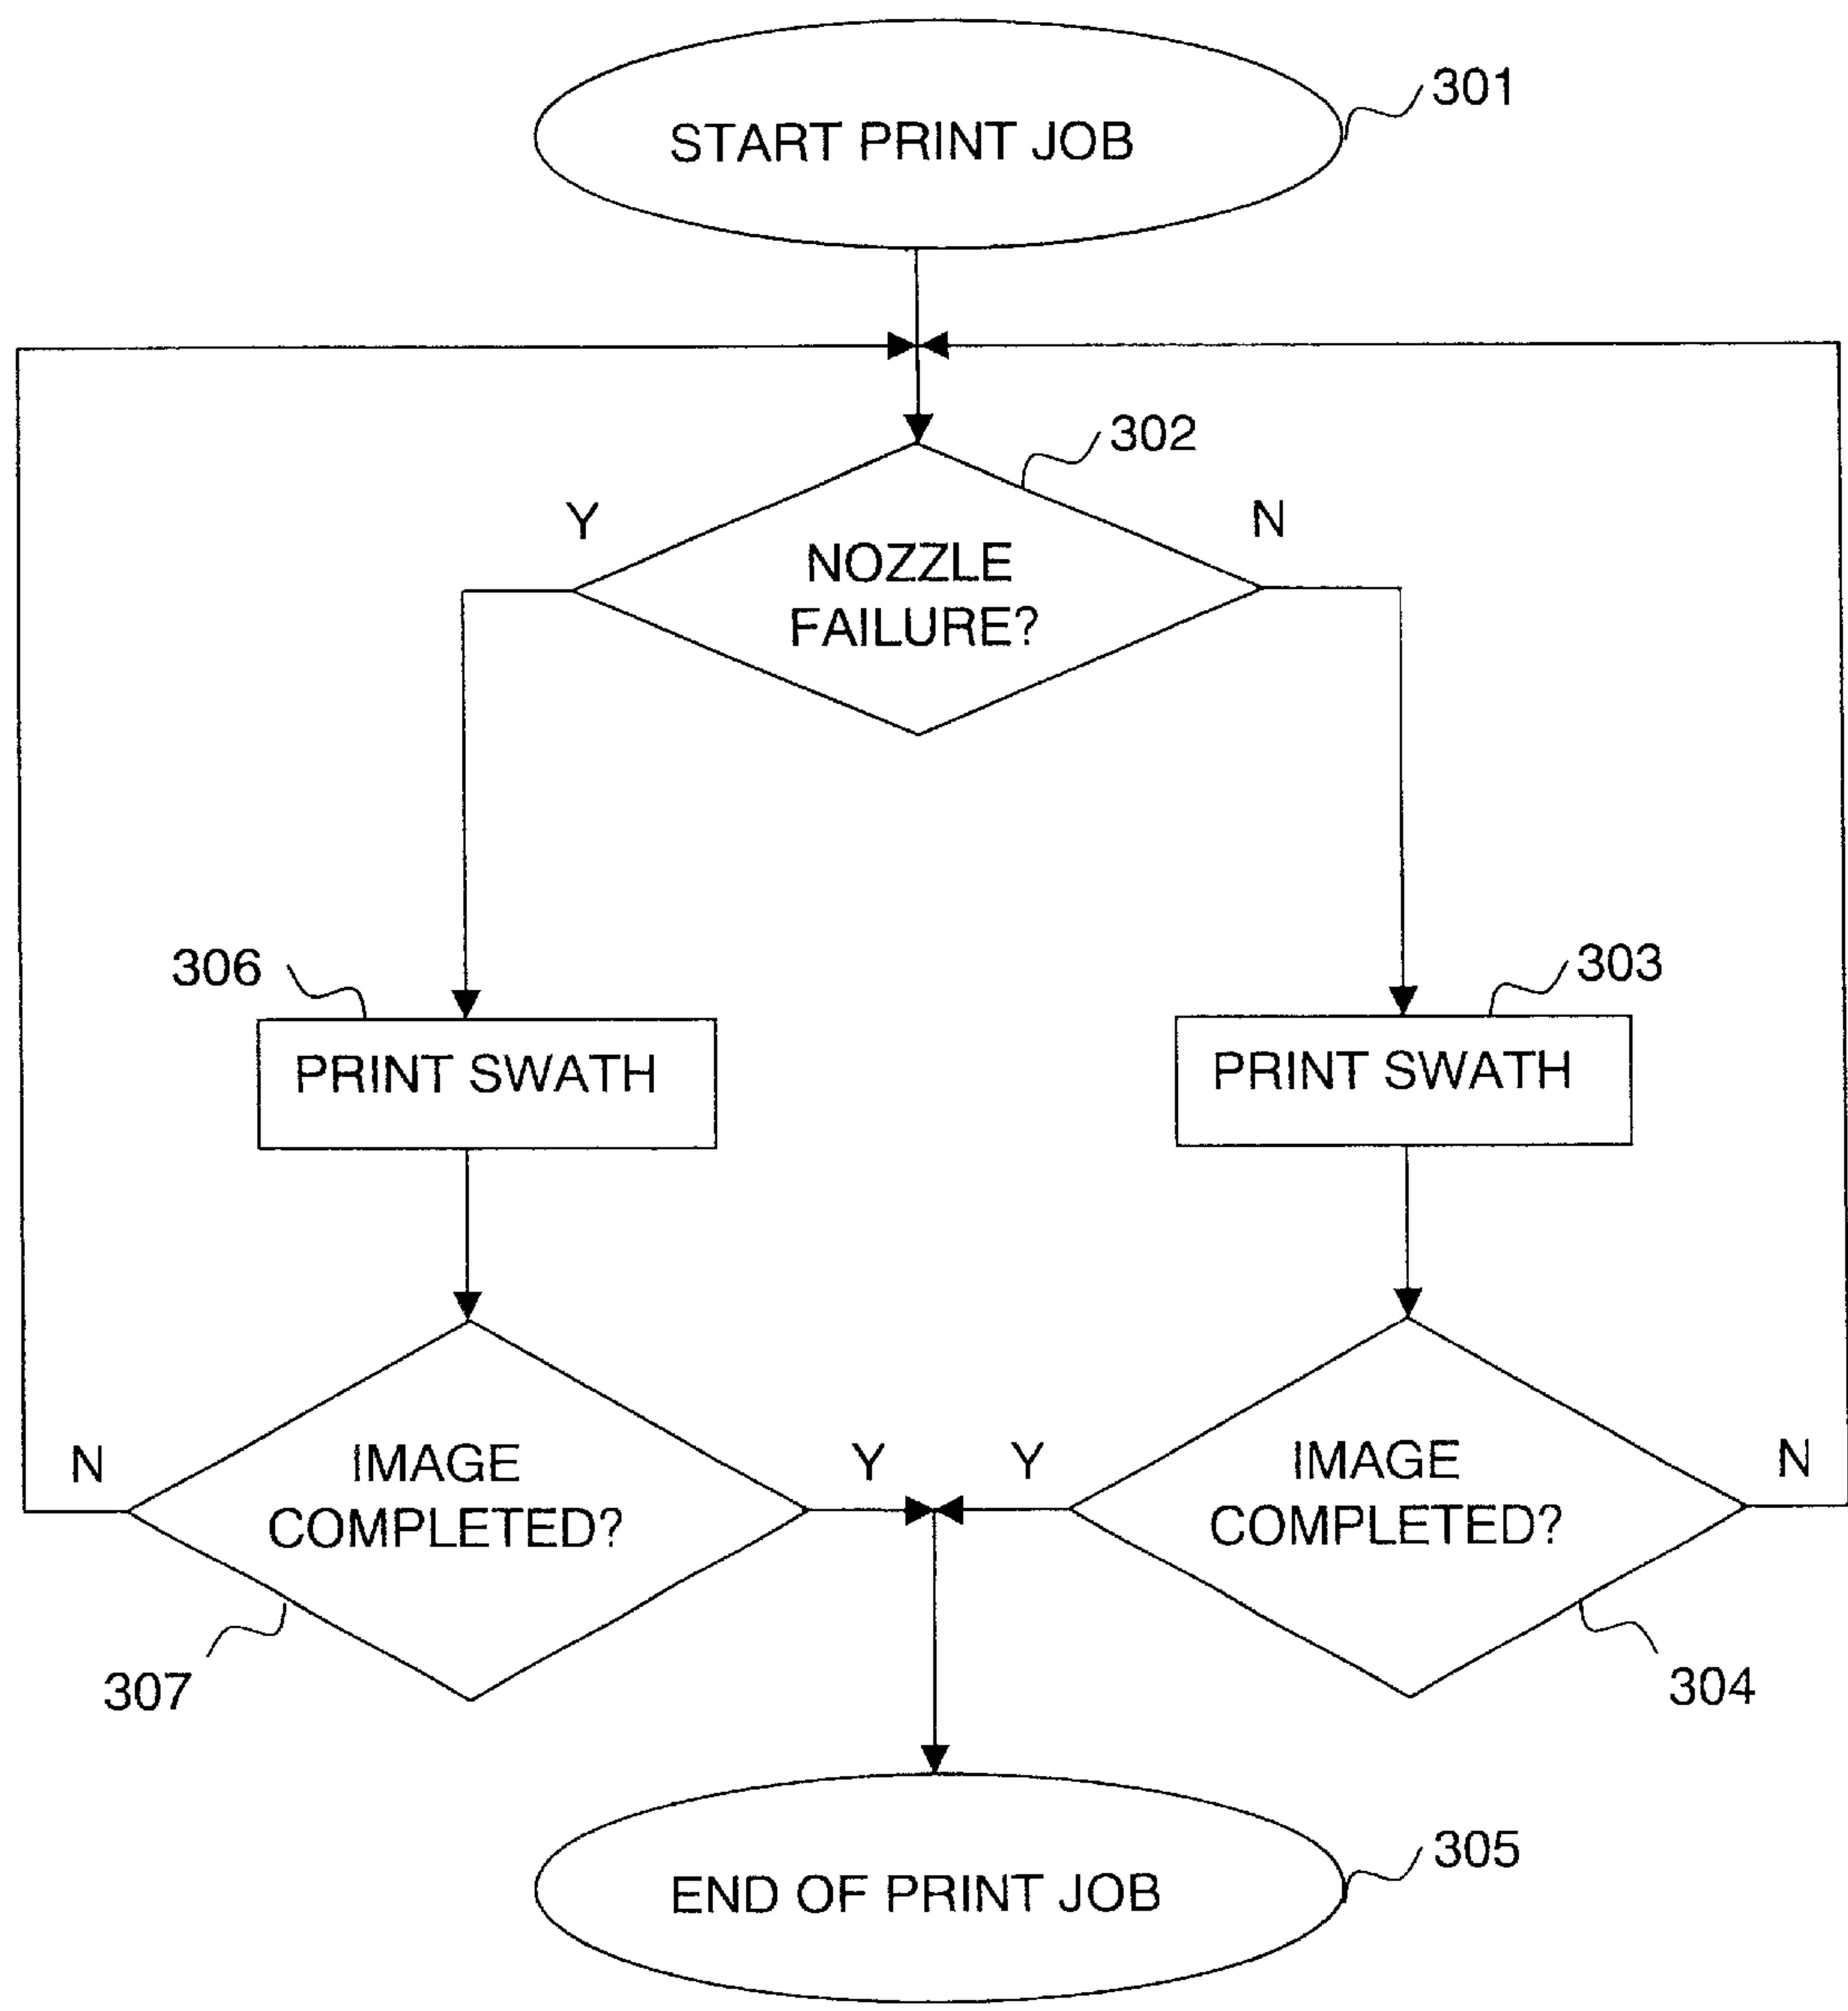 START PRINT JOB
301
302
Y
N
NOZZLE
FAILURE?
306
303
PRINT SWATH
PRINT SWATH
N
IMAGE
COMPLETED?
Y
Y
IMAGE
COMPLETED?
N
307
304
END OF PRINT JOB
305